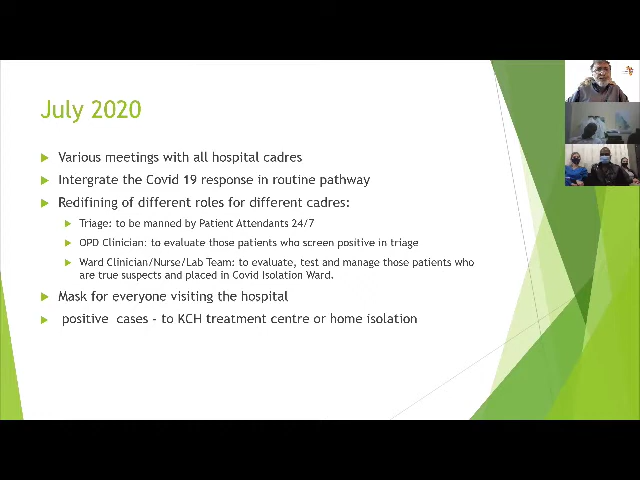 July 2020
Various meetings with all hospital cadres
Intergrate the Covid 19 response in routine pathway
Redifining of different roles for different cadres:
Triage: to be manned by Patient Attendants 24/7
OPD Clinician: to evaluate those patients who screen positive in triage
Ward Clinician/Nurse/Lab Team: to evaluate, test and manage those patients who
are true suspects and placed in Covid Isolation Ward.
Mask for everyone visiting the hospital
positive cases - to KCH treatment centre or home isolation